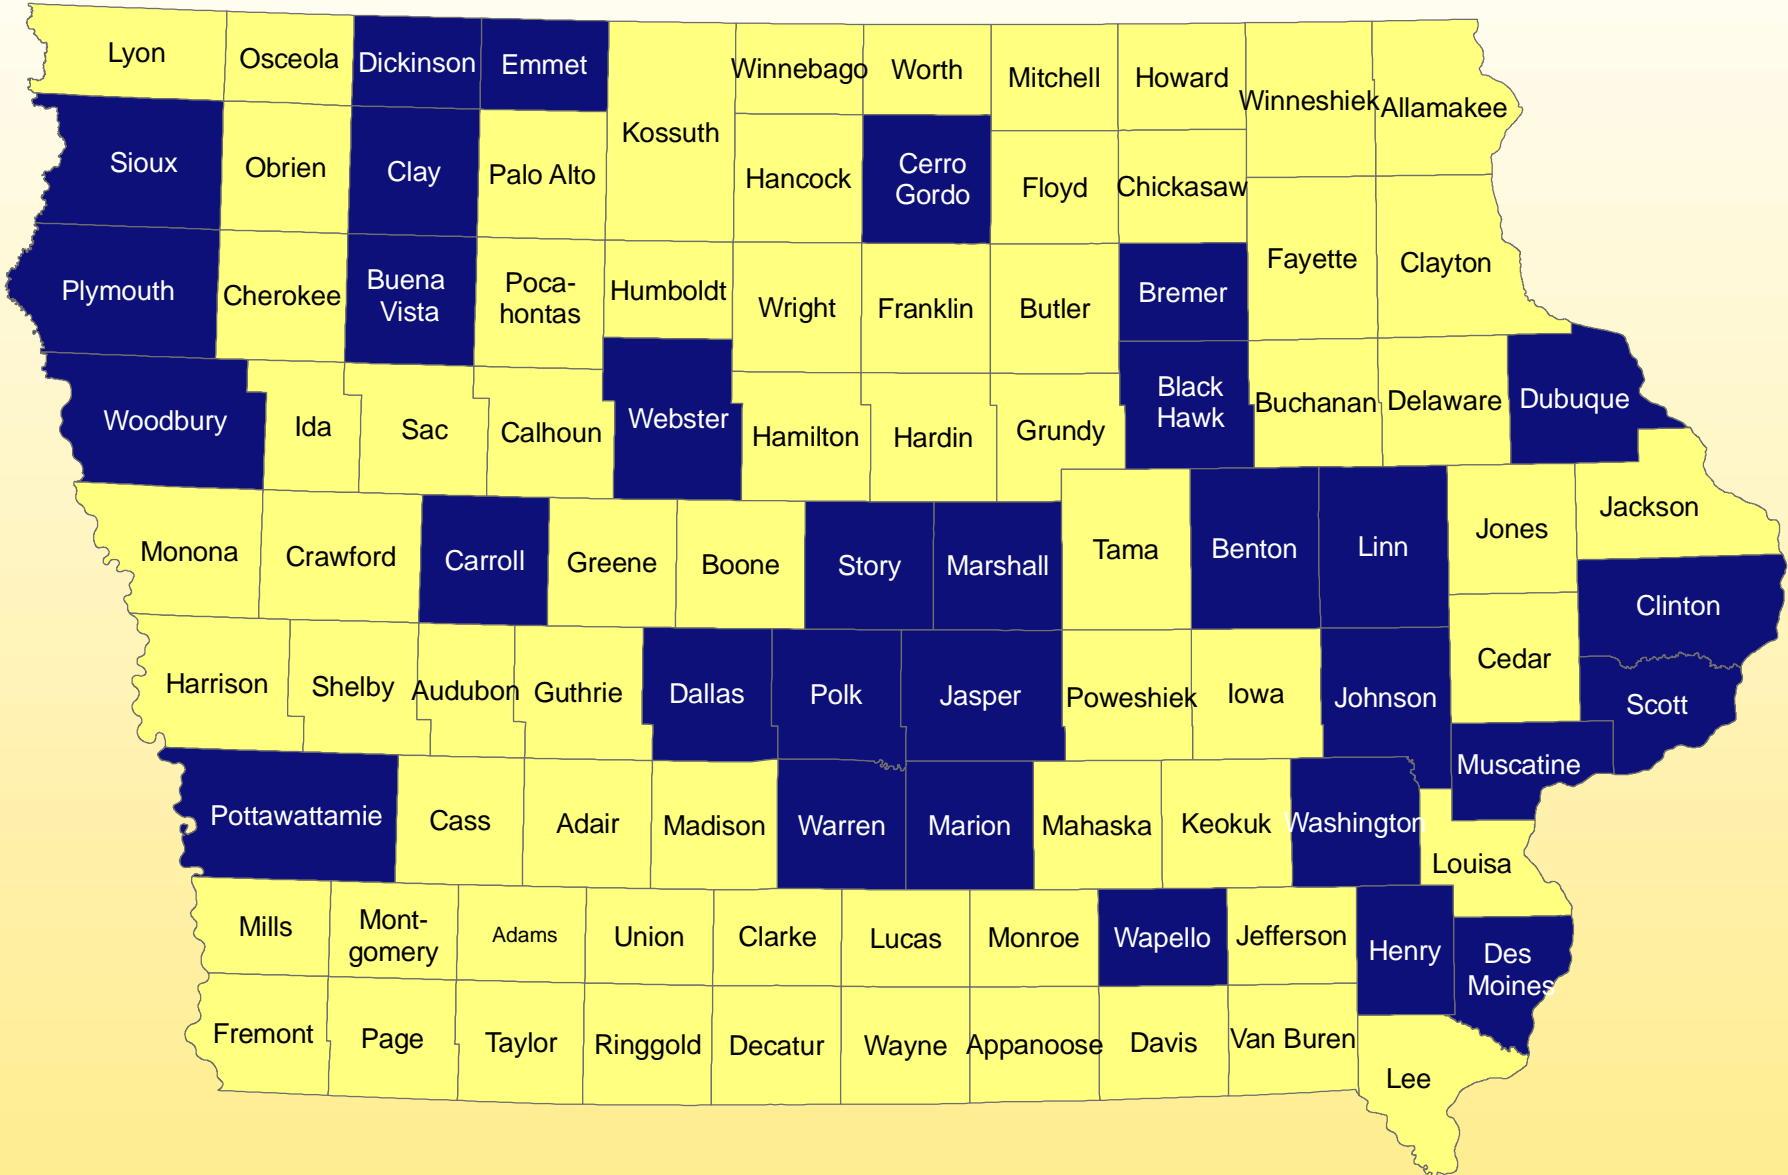 Lyon
Osceola
Dickinson
Emmet
Winnebago
Worth
Mitchell
Howard
Winneshiek
Allamakee
Kossuth
Sioux
Obrien
Clay
Palo Alto
Hancock
Cerro
Gordo
Floyd
Chickasaw
Plymouth
Cherokee
Buena
Vista
Poca-
hontas
Humboldt
Wright
Franklin
Butler
Bremer
Fayette
Clayton
Woodbury
Ida
Sac
Calhoun
Webster
Hamilton
Hardin
Grundy
Black
Hawk
Buchanan
Delaware
Dubuque
Monona
Crawford
Carroll
Greene
Boone
Story
Marshall
Tama
Benton
Linn
Jones
Jackson
Clinton
Harrison
Shelby
Audubon
Guthrie
Dallas
Polk
Jasper
Poweshiek
Iowa
Johnson
Cedar
Scott
Muscatine
Pottawattamie
Cass
Adair
Madison
Warren
Marion
Mahaska
Keokuk
Washington
Louisa
Mills
Mont-
gomery
Adams
Union
Clarke
Lucas
Monroe
Wapello
Jefferson
Henry
Des
Moines
Fremont
Page
Taylor
Ringgold
Decatur
Wayne
Appanoose
Davis
Van Buren
Lee